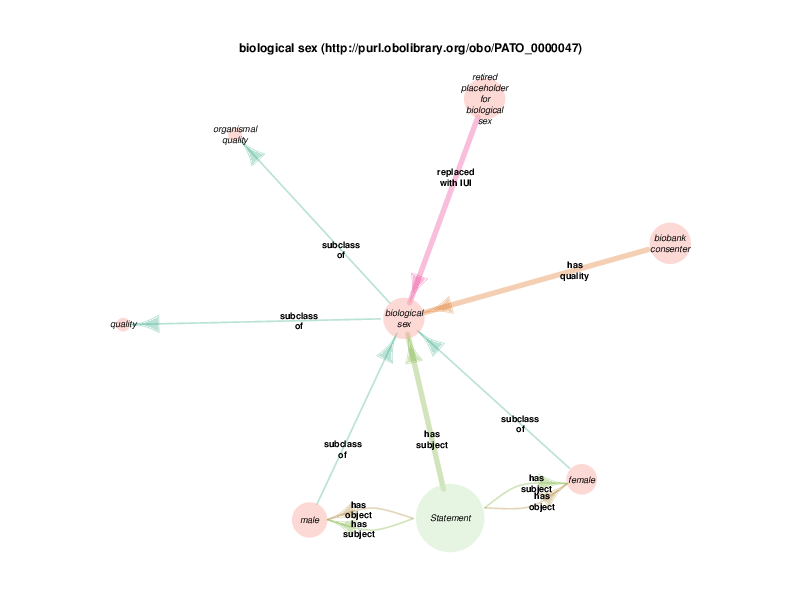 biological sex (http://purl.obolibrary.org/obo/PATO_0000047)
retired
placeholder
for
biological
sex
organismal
quality
replaced
with IUI
biobank
consenter
subclass
of
has
quality
biological
sex
quality
subclass
of
subclass
of
has
subject
subclass
of
female
has
subject
has
object
male
has
object
has
subject
Statement